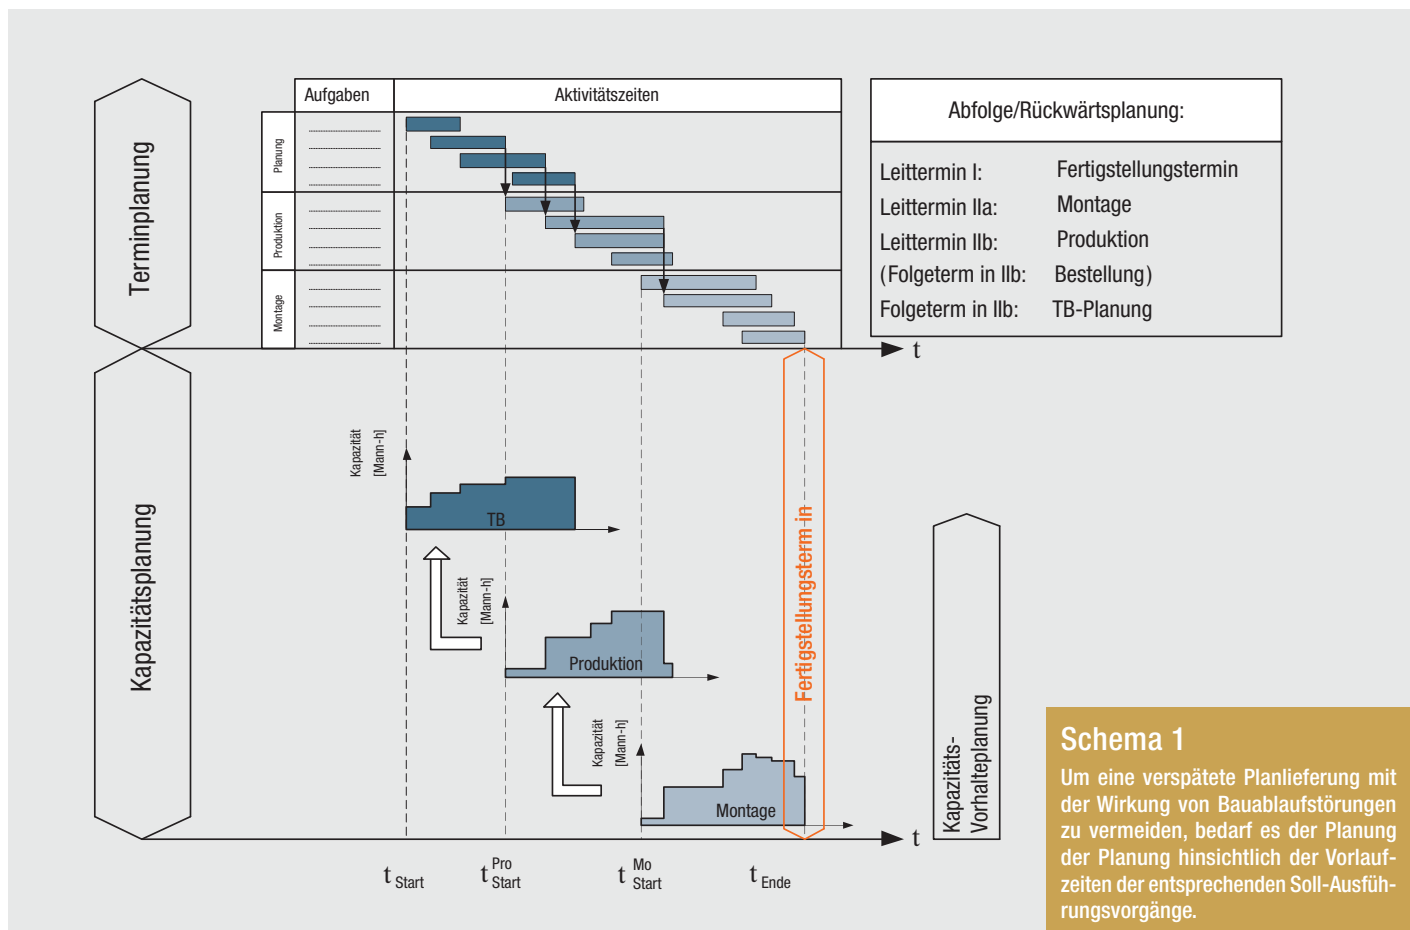 Terminplanung
Kapazitätsplanung
Aufgaben
Aktivitätszeiten
Planung
Produktion
Montage
t
Abfolge/Rückwärtsplanung:
Leittermin I: Fertigstellungstermin
Leittermin IIa: Montage
Leittermin IIb: Produktion
(Folgeterm in IIb: Bestellung)
Folgeterm in IIb: TB-Planung
Kapazität
[Mann-h]
TB
Kapazität
[Mann-h]
Produktion
Kapazität
[Mann-h]
Montage
Fertigstellungsterm in
Kapazitäts-
Vorhalteplanung
t
t Start
t Pro Start
t Mo Start
t Ende
Schema 1
Um eine verspätete Planlieferung mit
der Wirkung von Bauablaufstörungen
zu vermeiden, bedarf es der Planung
der Planung hinsichtlich der Vorlauf-
zeiten der entsprechenden Soll-Ausfüh-
rungsvorgänge.